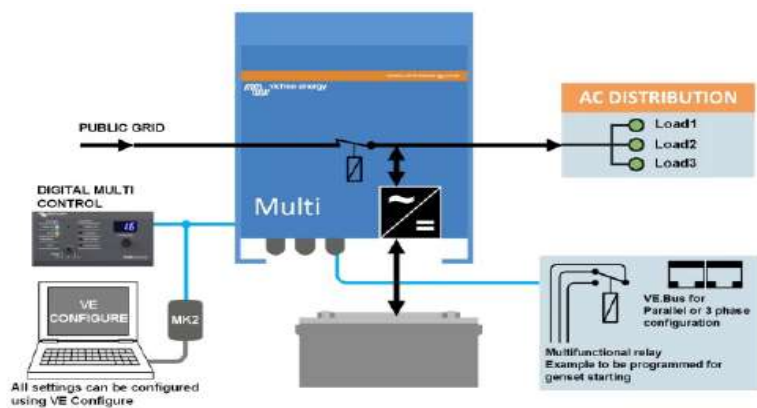 victron energy
AC DISTRIBUTION
PUBLIC GRID
Load1
Load2
Load3
DIGITAL MULTI
CONTROL
16
Multi
VE
CONFIGURE
MK2
VE.Bus for
Parallel or 3 phase
configuration
Multifunctional relay
Example to be programmed for
genset starting
All settings can be configured
using VE Configure